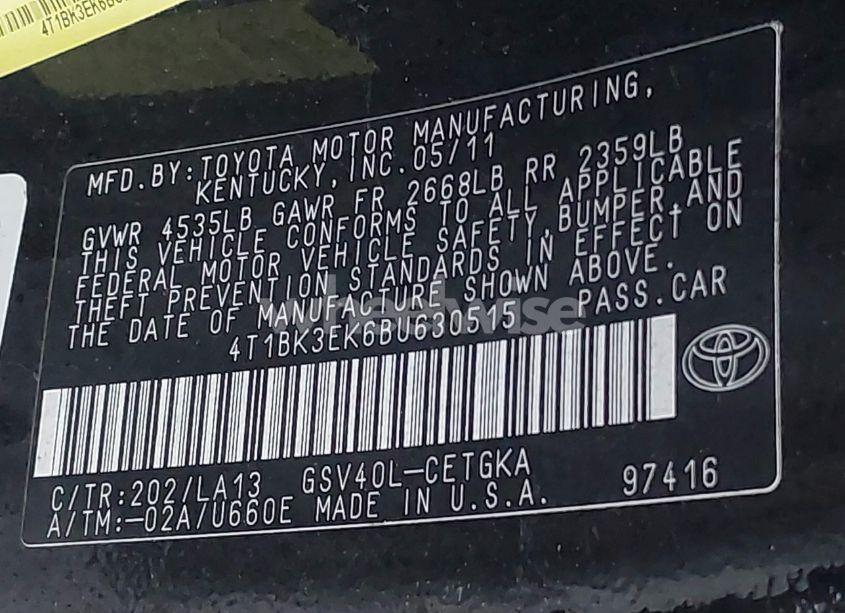 4T1BK3EK6BU
MFD.BY:TOYOTA MOTOR MANUFACTURING,
KENTUCKY, INC. 05/11
GVWR 4535LB GAWR FR 2668LB RR 2359LB
THIS VEHICLE CONFORMS TO ALL APPLICABLE
FEDERAL MOTOR VEHICLE SAFETY,BUMPER,AND
THEFT PREVENTION STANDARDS IN EFFECT ON
THE DATE OF MANUFACTURE SHOWN ABOVE.
4T1BK3EK6BU630515 PASS.CAR
wheelwise
C/TR:202/LA13 GSV40L-CETGKA
A/TM:-02A/U660E MADE IN U.S.A. 97416